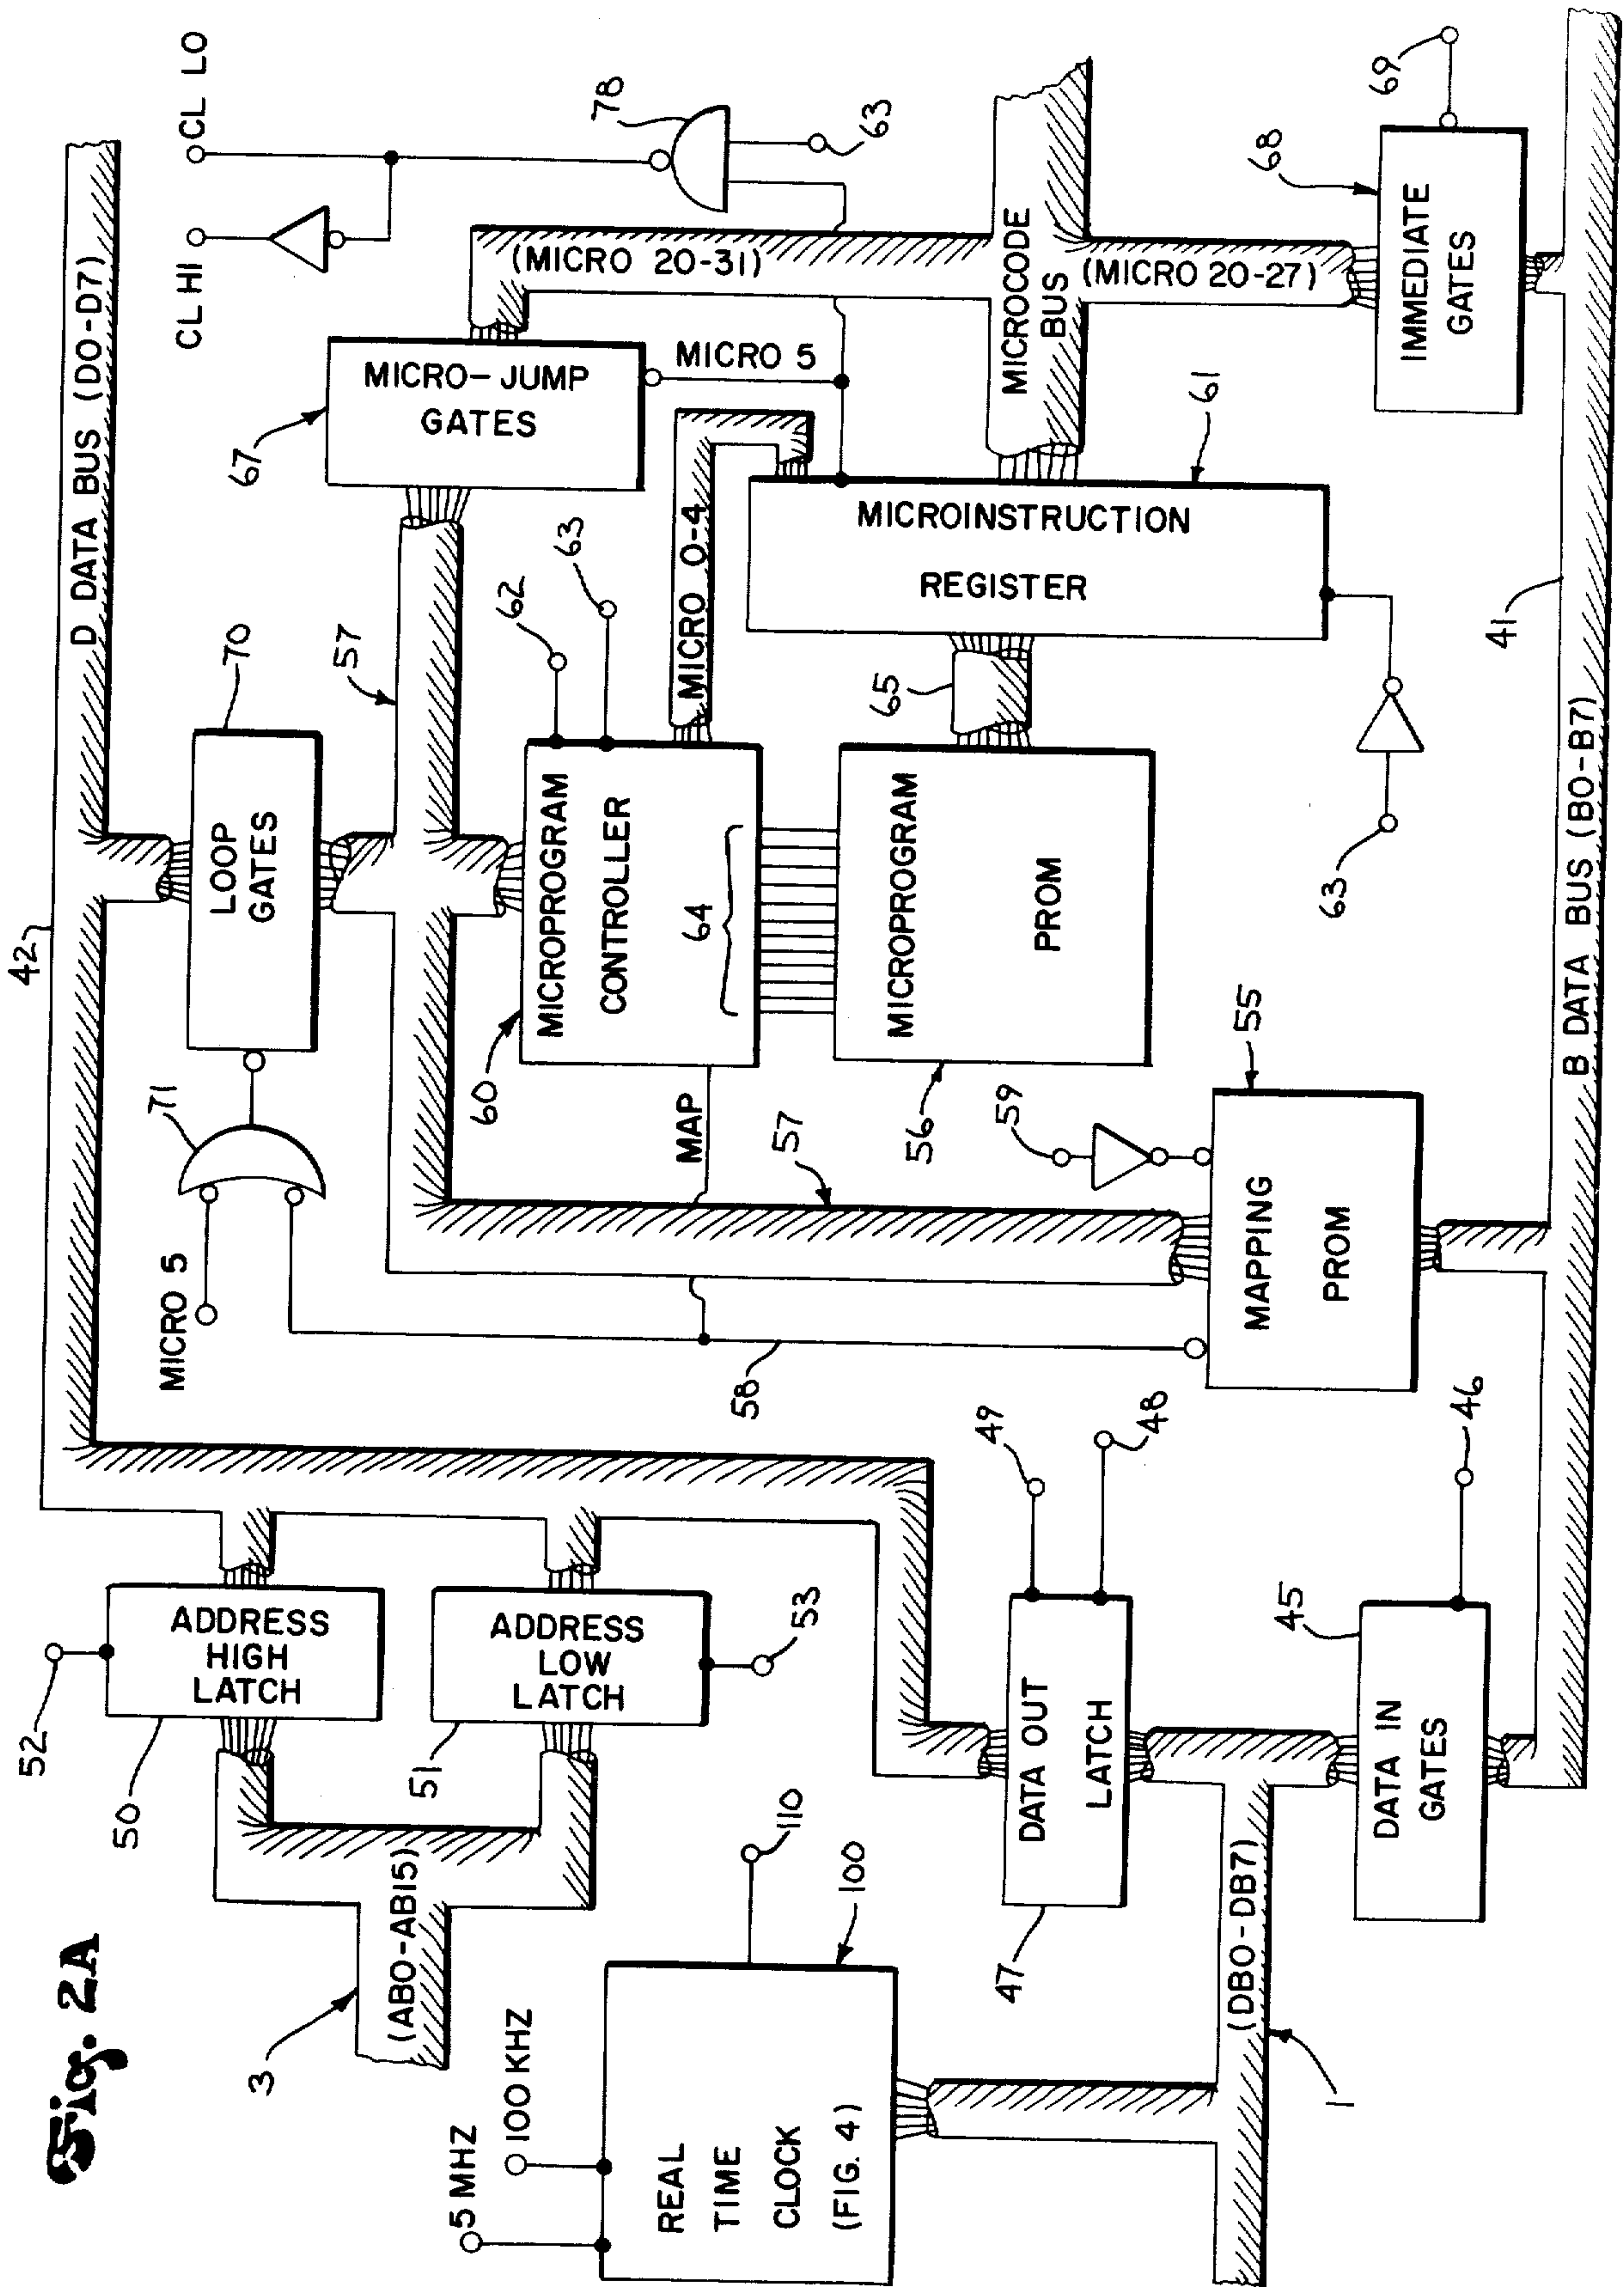 Fig. 2A
42
D DATA BUS (D0-D7)
CL HI
CL LO
78
63
(MICRO 20-31)
MICRO-JUMP
GATES
67
MICRO 5
MICROCODE
BUS
(MICRO 20-27)
IMMEDIATE
GATES
68
69
70
LOOP
GATES
71
MICRO 5
57
62
63
MICRO 0-4
MICROPROGRAM
CONTROLLER
60
64
MAP
MICROPROGRAM
PROM
56
65
MICROINSTRUCTION
REGISTER
61
63
41
B DATA BUS (B0-B7)
57
58
59
MAPPING
PROM
55
52
ADDRESS
HIGH
LATCH
50
ADDRESS
LOW
LATCH
51
53
3
(AB0-AB15)
49
48
DATA OUT
LATCH
47
46
45
DATA IN
GATES
(DB0-DB7)
1
5 MHZ
100 KHZ
110
100
REAL
TIME
CLOCK
(FIG. 4)